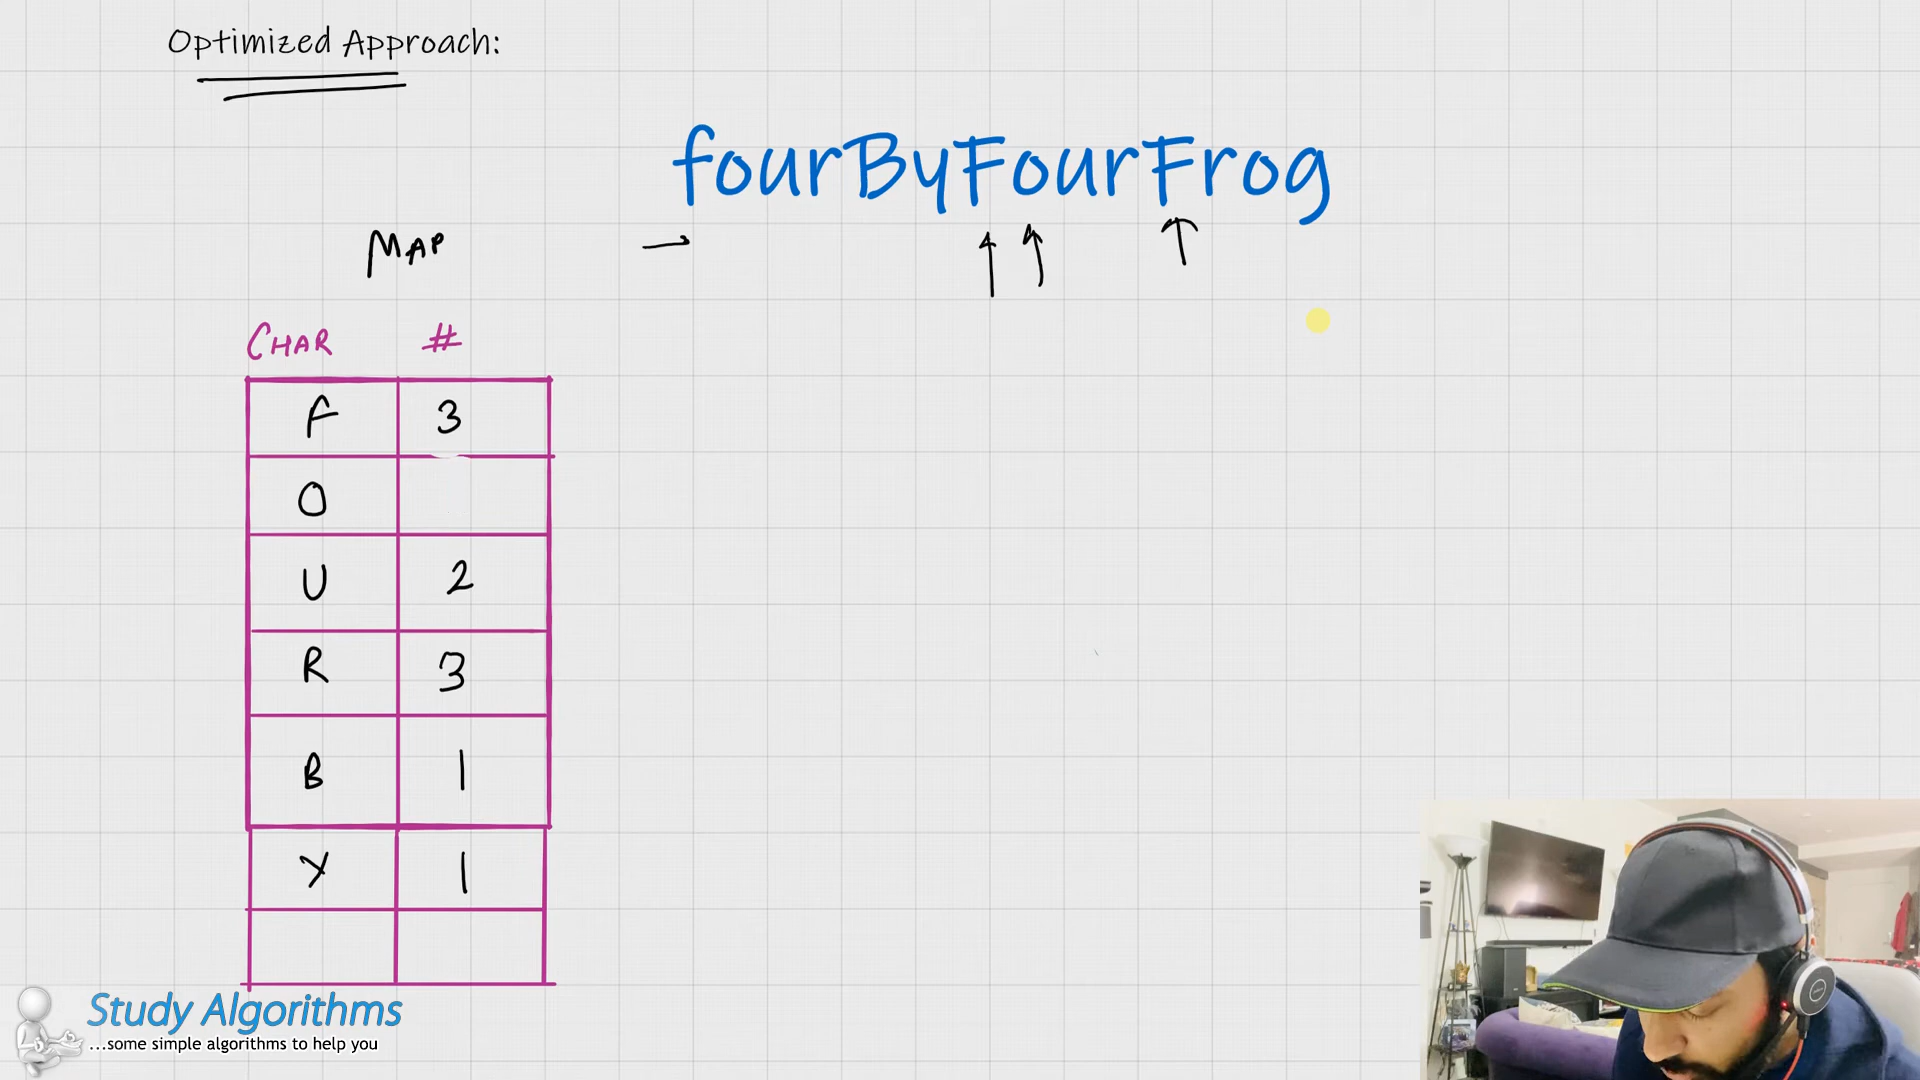 Optimized Approach:
fourByFourFrog
MAP
CHAR #
F 3
O
U 2
R 3
B 1
Y 1
Study Algorithms
...some simple algorithms to help you